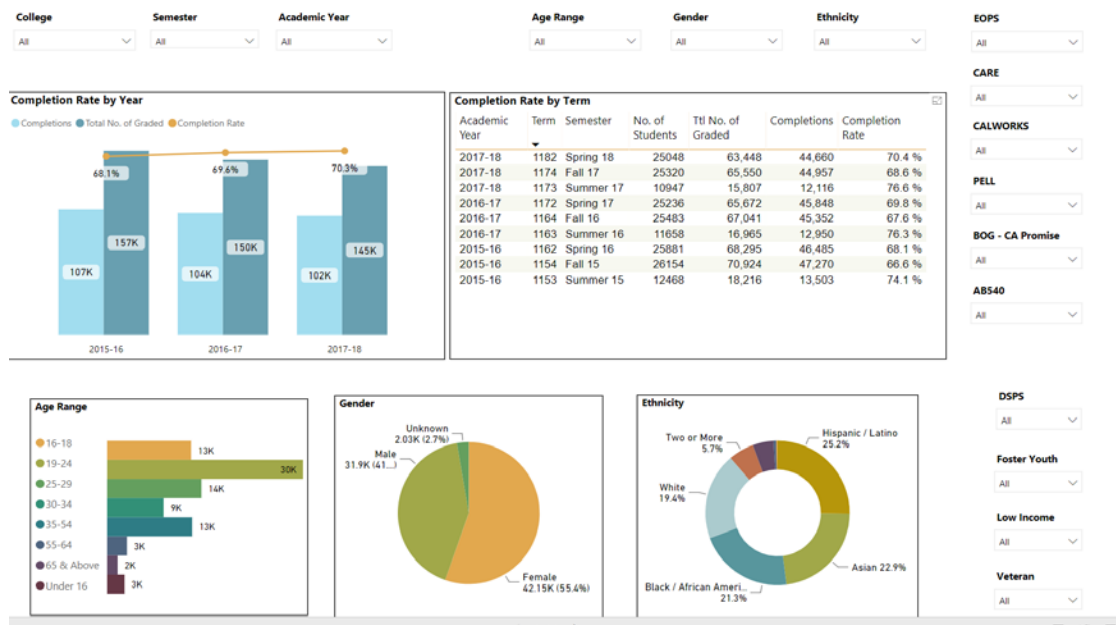 College Semester Academic Year Age Range Gender Ethnicity EOPS
All All All All All All All
CARE
All
CALWORKS
All
PELL
All
BOG - CA Promise
All
AB540
All
Completion Rate by Year
Completions Total No. of Graded Completion Rate
68.1% 69.6% 70.3%
157K 150K 145K
107K 104K 102K
2015-16 2016-17 2017-18
Completion Rate by Term
Academic Year Term Semester No. of Students Ttl No. of Graded Completions Completion Rate
2017-18 1182 Spring 18 25048 63,448 44,660 70.4 %
2017-18 1174 Fall 17 25320 65,550 44,957 68.6 %
2017-18 1173 Summer 17 10947 15,807 12,116 76.6 %
2016-17 1172 Spring 17 25236 65,672 45,848 69.8 %
2016-17 1164 Fall 16 25483 67,041 45,352 67.6 %
2016-17 1163 Summer 16 11658 16,965 12,950 76.3 %
2015-16 1162 Spring 16 25881 68,295 46,485 68.1 %
2015-16 1154 Fall 15 26154 70,924 47,270 66.6 %
2015-16 1153 Summer 15 12468 18,216 13,503 74.1 %
Age Range
16-18 13K
19-24 30K
25-29 14K
30-34 9K
35-54 13K
55-64 3K
65 & Above 2K
Under 16 3K
Gender
Unknown
2.03K (2.7%)
Male
31.9K (41...)
Female
42.15K (55.4%)
Ethnicity
Two or More
5.7%
Hispanic / Latino
25.2%
White
19.4%
Asian 22.9%
Black / African Ameri...
21.3%
DSPS
All
Foster Youth
All
Low Income
All
Veteran
All